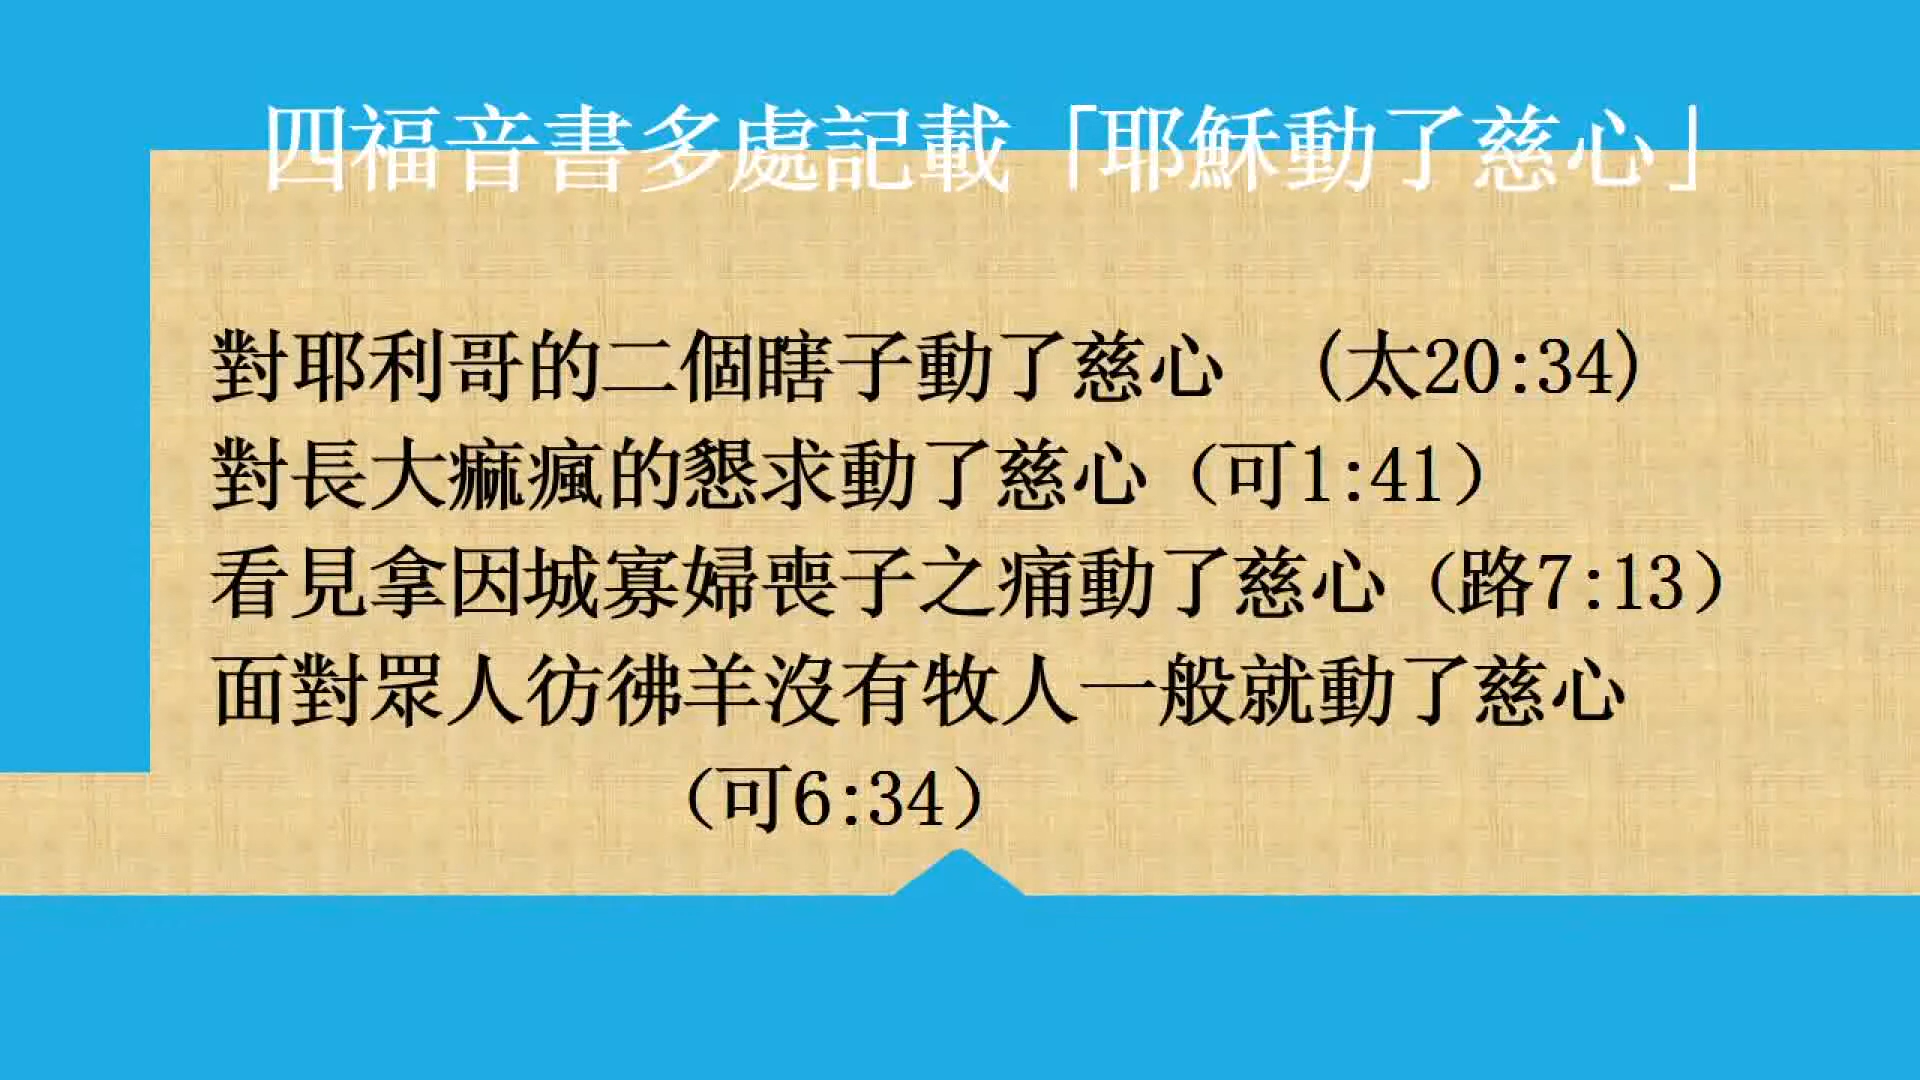 四福音書多處記載「耶穌動了慈心」
對耶利哥的二個瞎子動了慈心 (太20:34)
對長大痲瘋的懇求動了慈心（可1:41）
看見拿因城寡婦喪子之痛動了慈心（路7:13）
面對眾人彷彿羊沒有牧人一般就動了慈心
（可6:34）